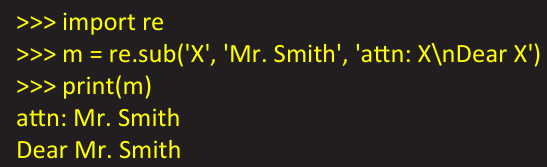 >>> import re
>>> m = re.sub('X', 'Mr. Smith', 'attn: X\nDear X')
>>> print(m)
attn: Mr. Smith
Dear Mr. Smith